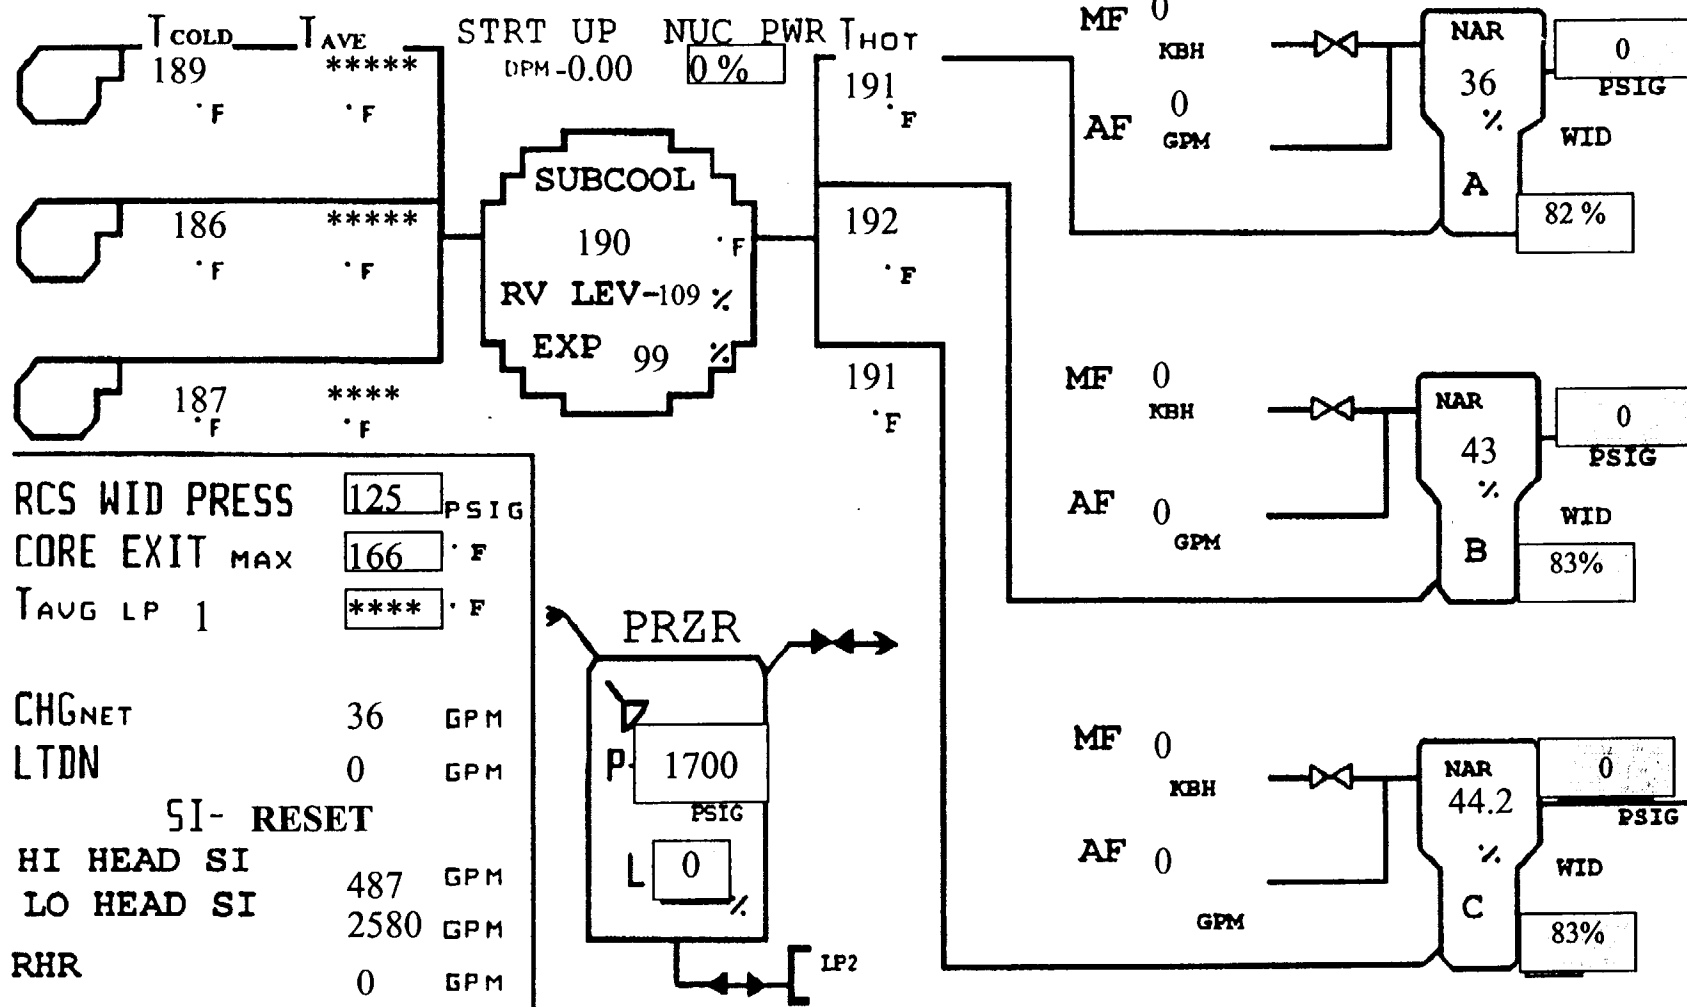 TCOLD TAVE STRT UP NUC PWR THOT
189 ***** DPM -0.00 0 % 191
°F °F °F
186 ***** 192
°F °F °F
187 **** 191
°F °F °F
SUBCOOL
190 °F
RV LEV-109 %
EXP 99 %
MF 0
KBH
AF 0
GPM
NAR
36
%
A
0
PSIG
WID
82 %
MF 0
KBH
AF 0
GPM
NAR
43
%
B
0
PSIG
WID
83%
MF 0
KBH
AF 0
GPM
NAR
44.2
%
C
0
PSIG
WID
83%
RCS WID PRESS 125 PSIG
CORE EXIT MAX 166 °F
TAVG LP 1 **** °F
CHGNET 36 GPM
LTDN 0 GPM
SI- RESET
HI HEAD SI 487 GPM
LO HEAD SI 2580 GPM
RHR 0 GPM
PRZR
P 1700
PSIG
L 0
%
LP2